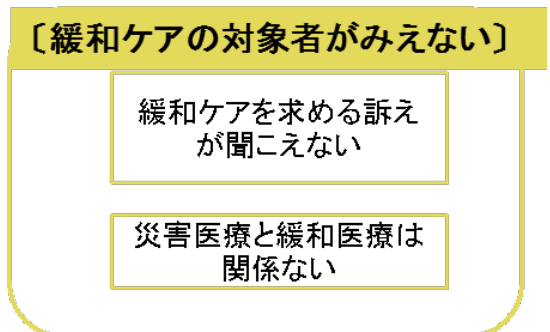 〔緩和ケアの対象者がみえない〕
緩和ケアを求める訴え
が聞こえない
災害医療と緩和医療は
関係ない